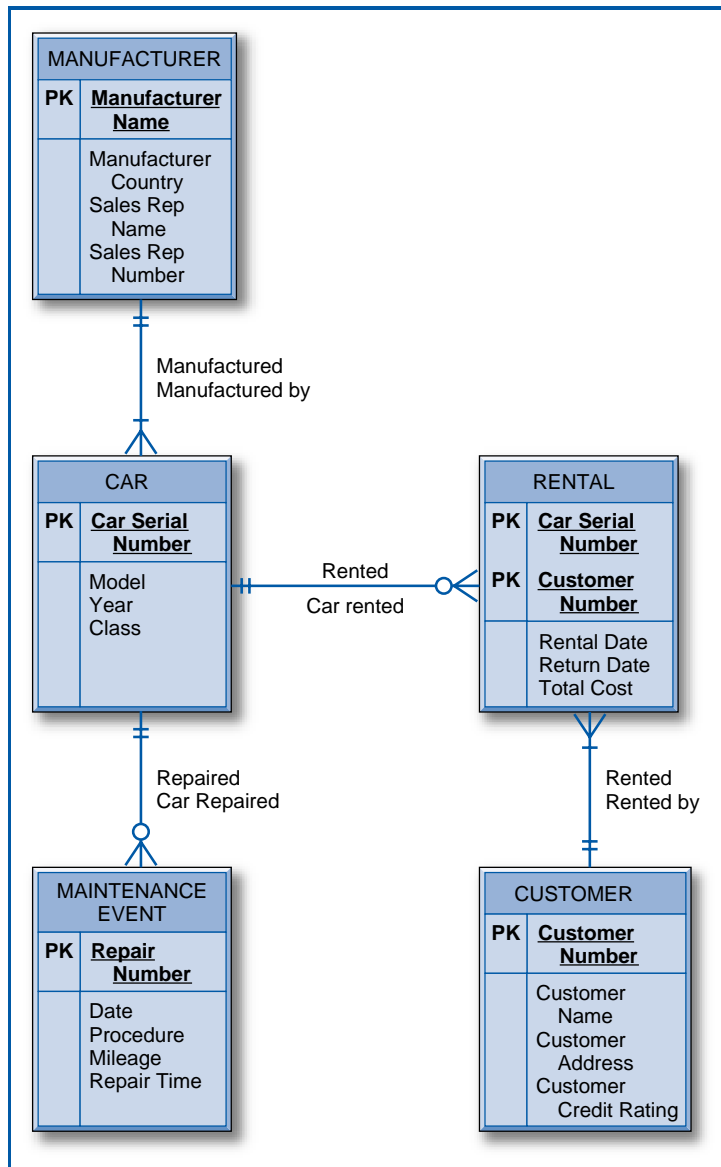 MANUFACTURER
PK Manufacturer
Name
Manufacturer
Country
Sales Rep
Name
Sales Rep
Number
Manufactured
Manufactured by
CAR
PK Car Serial
Number
Model
Year
Class
Rented
Car rented
RENTAL
PK Car Serial
Number
PK Customer
Number
Rental Date
Return Date
Total Cost
Repaired
Car Repaired
Rented
Rented by
MAINTENANCE
EVENT
PK Repair
Number
Date
Procedure
Mileage
Repair Time
CUSTOMER
PK Customer
Number
Customer
Name
Customer
Address
Customer
Credit Rating